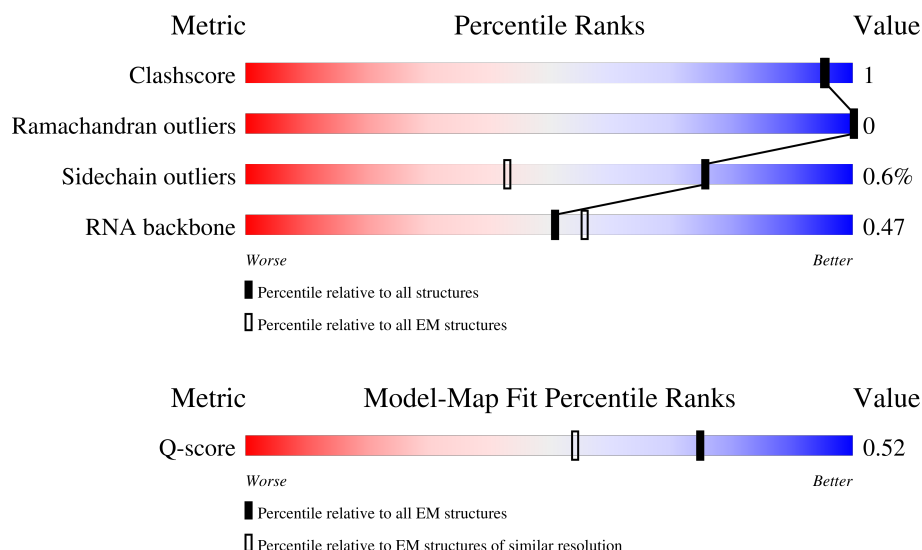 Metric Percentile Ranks Value
Clashscore 1
Ramachandran outliers 0
Sidechain outliers 0.6%
RNA backbone 0.47
Worse Better
Percentile relative to all structures
Percentile relative to all EM structures
Metric Model-Map Fit Percentile Ranks Value
Q-score 0.52
Worse Better
Percentile relative to all EM structures
Percentile relative to EM structures of similar resolution